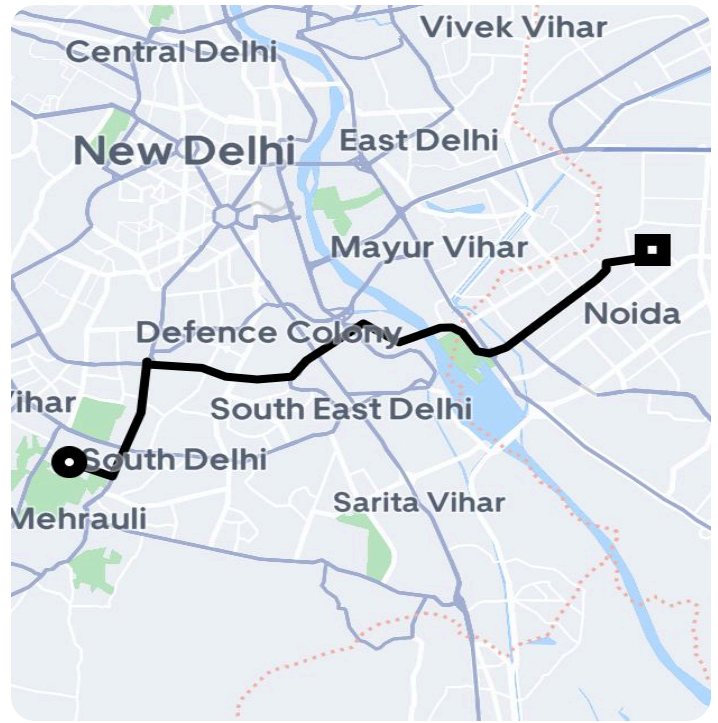 Vivek Vihar
Central Delhi
East Delhi
New Delhi
Mayur Vihar
Noida
Defence Colony
Vihar
South East Delhi
South Delhi
Sarita Vihar
Mehrauli